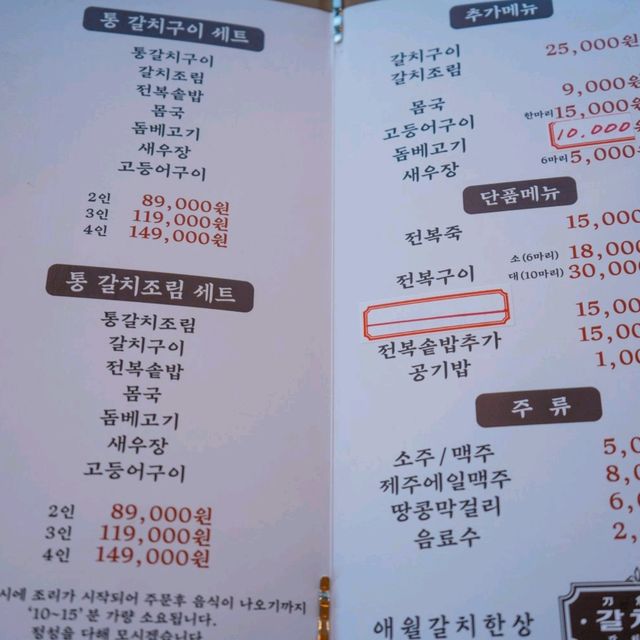 통 갈치구이 세트
통갈치구이
갈치조림
전복솥밥
몸국
돔베고기
새우장
고등어구이
2인 89,000원
3인 119,000원
4인 149,000원
통 갈치조림 세트
통갈치조림
갈치구이
전복솥밥
몸국
돔베고기
새우장
고등어구이
2인 89,000원
3인 119,000원
4인 149,000원
시에 조리가 시작되어 주문후 음식이 나오기까지
'10~15' 분 가량 소요됩니다.
정성을 다해 모시겠습니다.
추가메뉴
갈치구이 25,000원
갈치조림
몸국 9,000원
고등어구이 한마리 15,000원
돔베고기 10.000원
새우장 6마리 5,000
단품메뉴
전복죽 15,000
전복구이 소(6마리) 18,000
대(10마리) 30,000
15,000
전복솥밥추가 15,000
공기밥 1,00
주 류
소주/맥주 5,0
제주에일맥주 8,0
땅콩막걸리 6,
음료수 2,
애월갈치한상